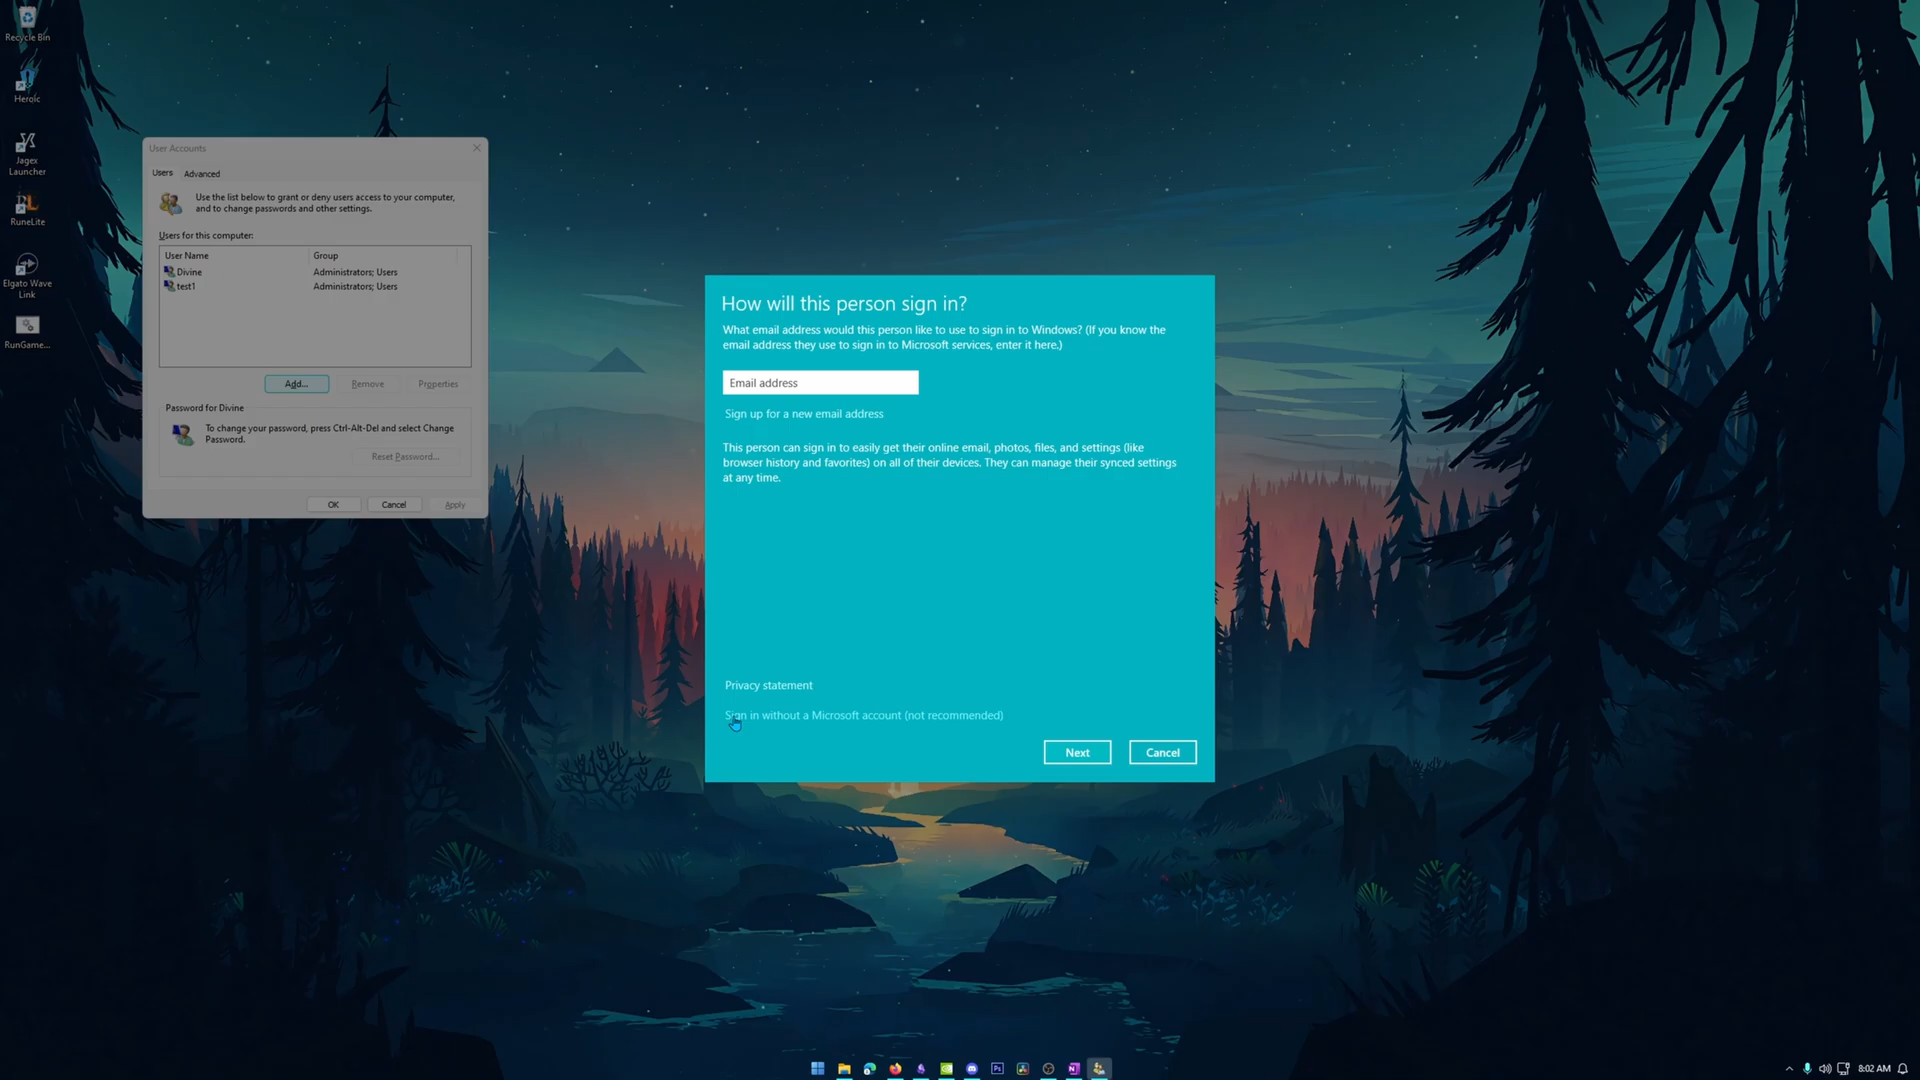 Recycle Bin
Heroic
Jagex
Launcher
RuneLite
Elgato Wave
Link
RunGame...
User Accounts
Users
Advanced
Use the list below to grant or deny users access to your computer,
and to change passwords and other settings.
Users for this computer:
User Name
Group
Divine
Administrators; Users
test1
Administrators; Users
Add...
Remove
Properties
Password for Divine
To change your password, press Ctrl-Alt-Del and select Change
Password.
Reset Password...
OK
Cancel
Apply
How will this person sign in?
What email address would this person like to use to sign in to Windows? (If you know the
email address they use to sign in to Microsoft services, enter it here.)
Email address
Sign up for a new email address
This person can sign in to easily get their online email, photos, files, and settings (like
browser history and favorites) on all of their devices. They can manage their synced settings
at any time.
Privacy statement
Sign in without a Microsoft account (not recommended)
Next
Cancel
Ps
8:02 AM